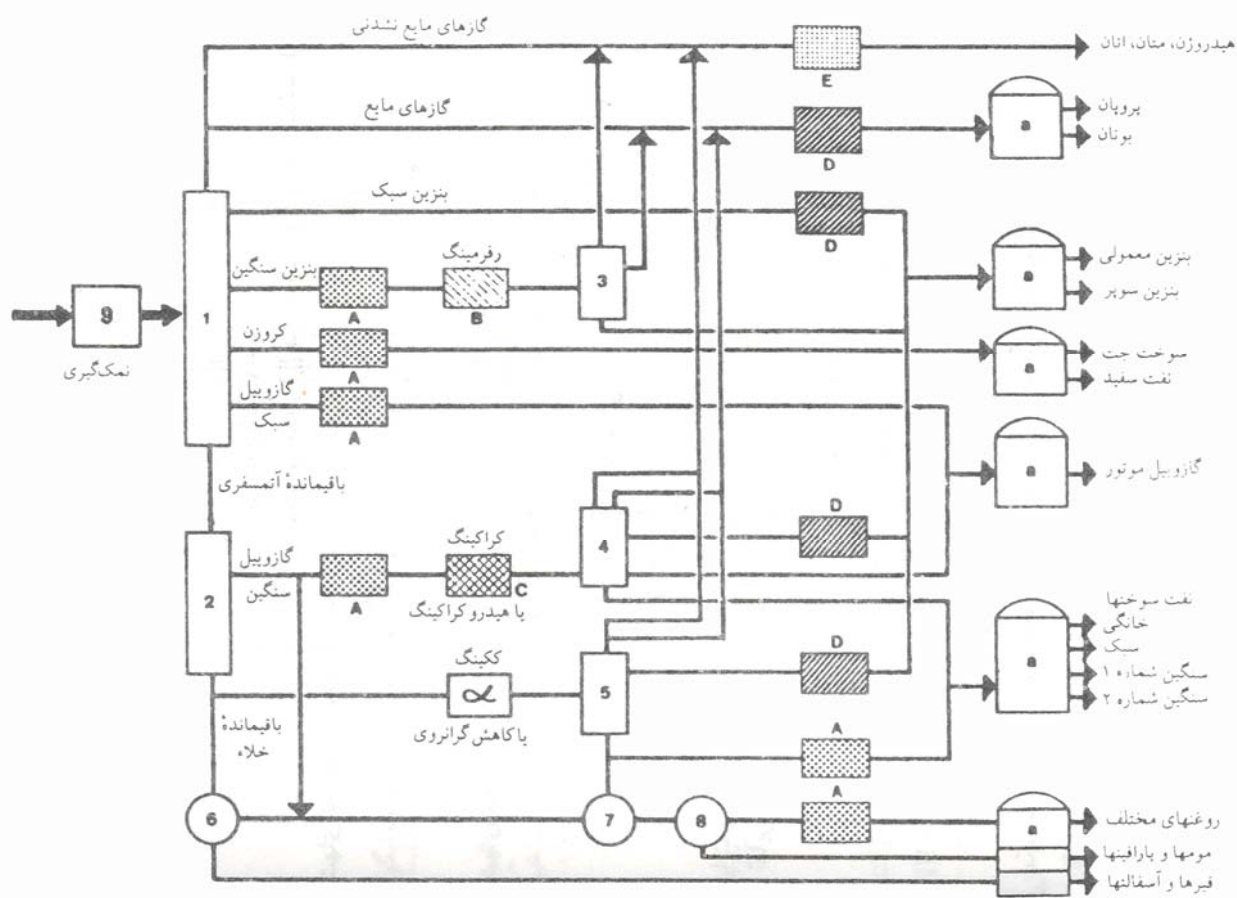 گازهای مایع نشدنی
E
هیدروژن، متان، اتان
گازهای مایع
D
a
پروپان
بوتان
بنزین سبک
D
1
بنزین سنگین
A
رفرمینگ
B
3
a
بنزین معمولی
بنزین سوپر
9
نمک‌گیری
کروزن
A
a
سوخت جت
نفت سفید
گازوییل
سبک
A
a
گازوییل موتور
باقیماندهٔ آتمسفری
2
گازوییل
سنگین
A
کراکینگ
C
یا هیدروکراکینگ
4
D
a
نفت سوختها
خانگی
سبک
سنگین شماره ۱
سنگین شماره ۲
ککینگ
α
یا کاهش گرانروی
5
D
A
باقیماندهٔ
خلاء
6
7
8
A
a
روغنهای مختلف
مومها و پارافینها
قیرها و آسفالتها